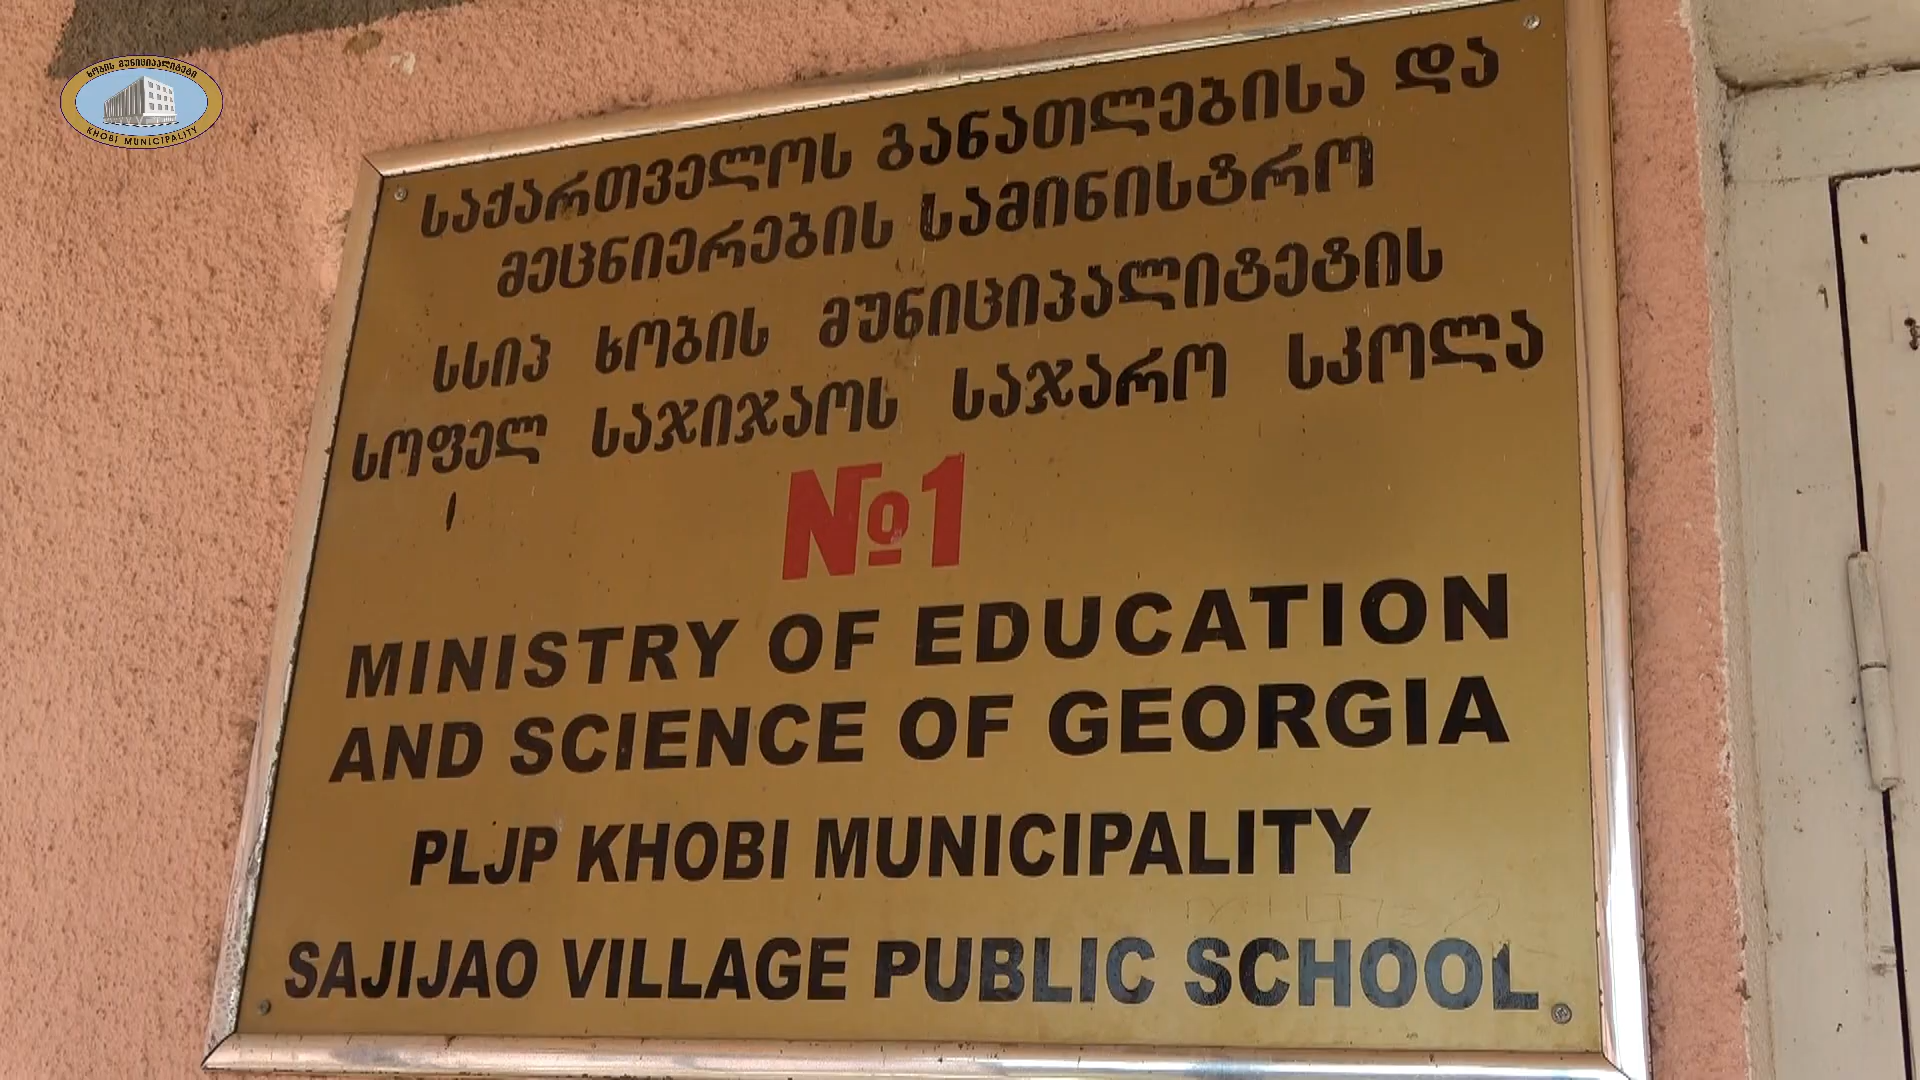 ხობის მუნიციპალიტეტი
KHOBI MUNICIPALITY
საქართველოს განათლებისა და
მეცნიერების სამინისტრო
სსიპ ხობის მუნიციპალიტეტის
სოფელ საჯიჯაოს საჯარო სკოლა
№1
MINISTRY OF EDUCATION
AND SCIENCE OF GEORGIA
PLJP KHOBI MUNICIPALITY
SAJIJAO VILLAGE PUBLIC SCHOOL